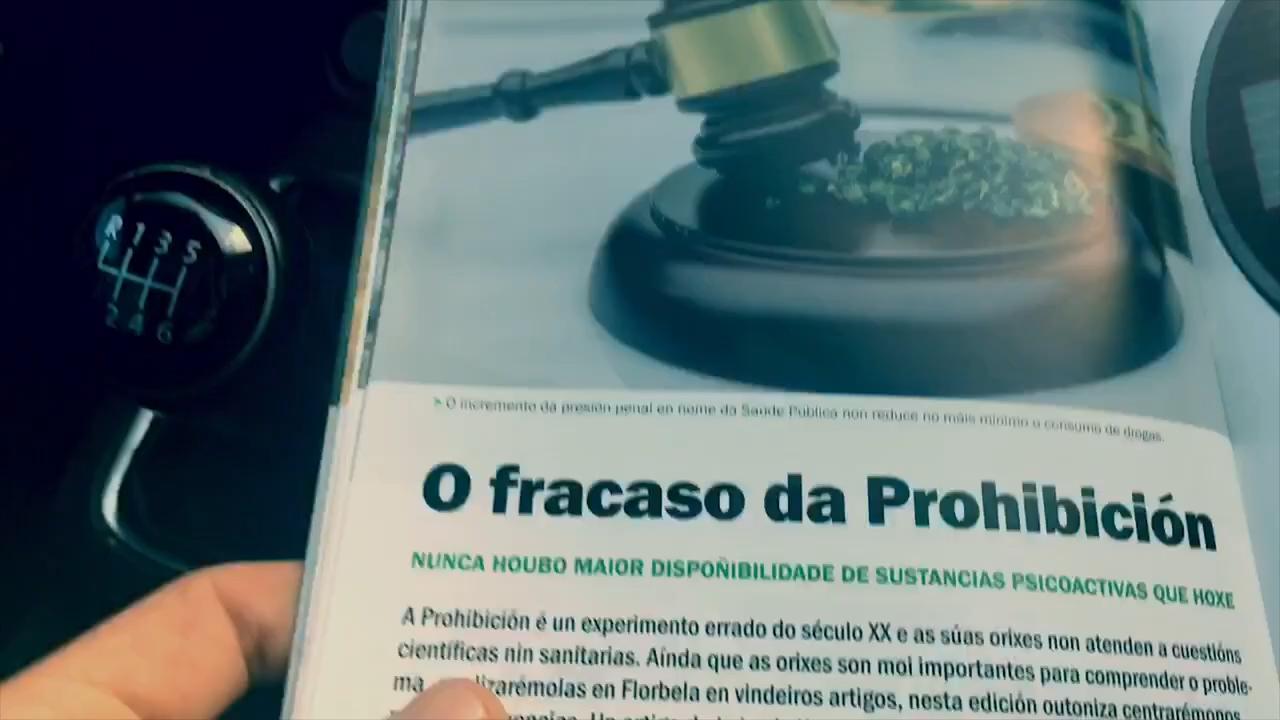 R 1 3 5
2 4 6
> O incremento da presión penal en nome da Saúde Pública non reduce no máis mínimo o consumo de drogas.
O fracaso da Prohibición
NUNCA HOUBO MAIOR DISPOÑIBILIDADE DE SUSTANCIAS PSICOACTIVAS QUE HOXE
A Prohibición é un experimento errado do século XX e as súas orixes non atenden a cuestións
científicas nin sanitarias. Aínda que as orixes son moi importantes para comprender o proble-
ma en Florbela en vindeiros artigos, nesta edición outoniza centrarémonos